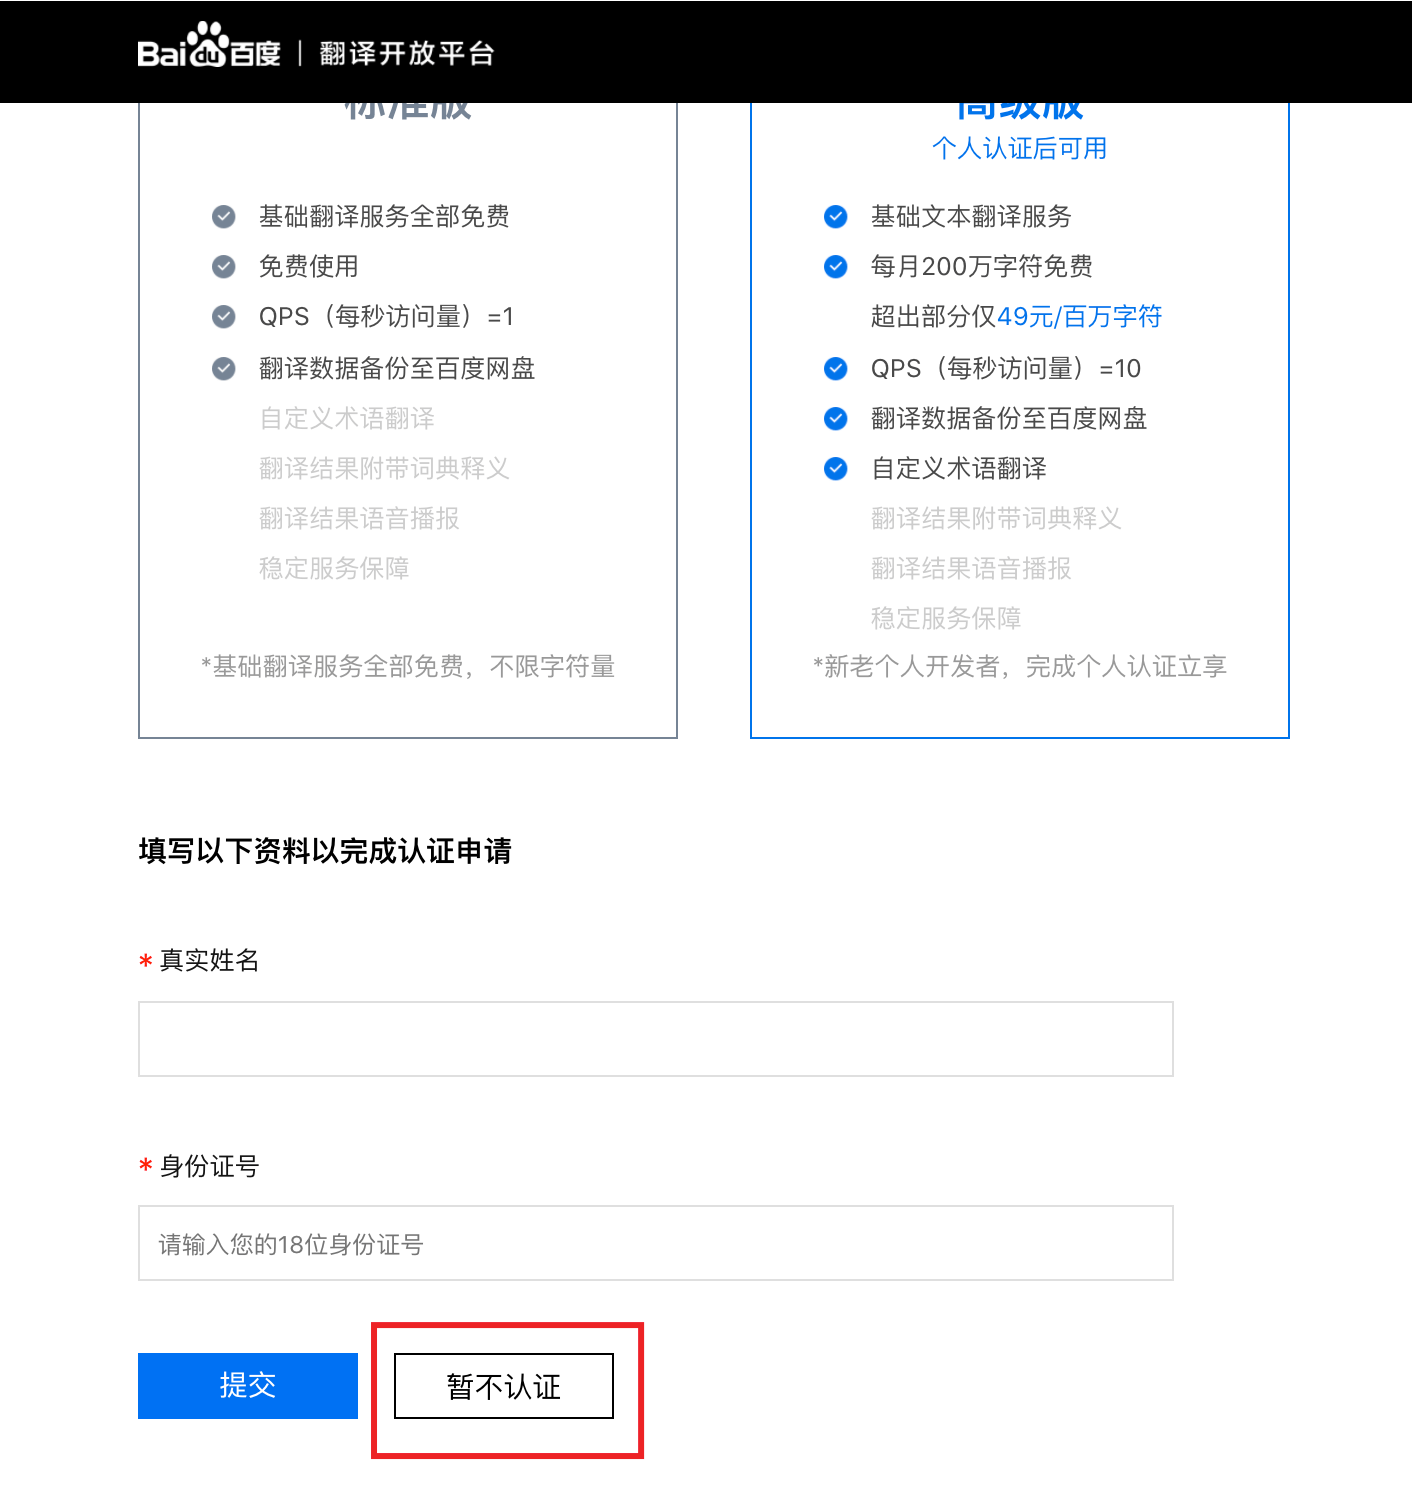 Bai du 百度 | 翻译开放平台
标准版
基础翻译服务全部免费
免费使用
QPS（每秒访问量）=1
翻译数据备份至百度网盘
自定义术语翻译
翻译结果附带词典释义
翻译结果语音播报
稳定服务保障
*基础翻译服务全部免费，不限字符量
高级版
个人认证后可用
基础文本翻译服务
每月200万字符免费
超出部分仅49元/百万字符
QPS（每秒访问量）=10
翻译数据备份至百度网盘
自定义术语翻译
翻译结果附带词典释义
翻译结果语音播报
稳定服务保障
*新老个人开发者，完成个人认证立享
填写以下资料以完成认证申请
* 真实姓名
* 身份证号
请输入您的18位身份证号
提交
暂不认证